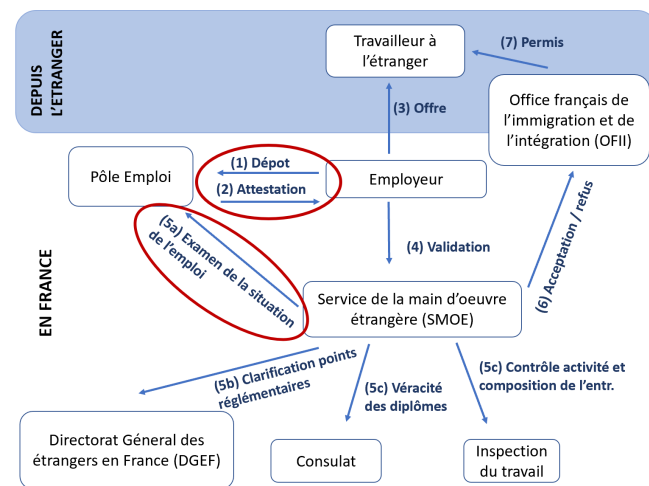 DEPUIS
L'ETRANGER
Travailleur à
l'étranger
(7) Permis
Office français de
l'immigration et de
l'intégration (OFII)
(3) Offre
Pôle Emploi
(1) Dépot
(2) Attestation
Employeur
EN FRANCE
(5a) Examen de la situation
de l'emploi
(4) Validation
(6) Acceptation / refus
Service de la main d'oeuvre
étrangère (SMOE)
(5b) Clarification points
réglémentaires
(5c) Véracité
des diplômes
(5c) Contrôle activité et
composition de l'entr.
Directorat Géneral des
étrangers en France (DGEF)
Consulat
Inspection
du travail